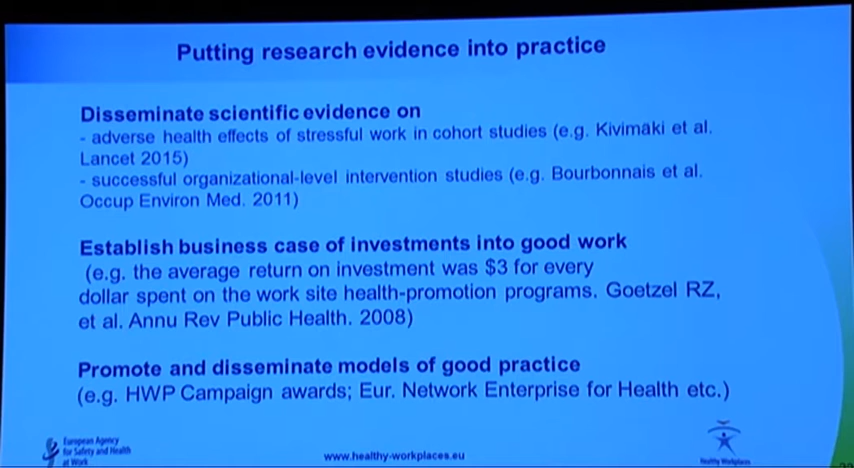 Putting research evidence into practice
Disseminate scientific evidence on
- adverse health effects of stressful work in cohort studies (e.g. Kivimäki et al.
Lancet 2015)
- successful organizational-level intervention studies (e.g. Bourbonnais et al.
Occup Environ Med. 2011)
Establish business case of investments into good work
(e.g. the average return on investment was $3 for every
dollar spent on the work site health-promotion programs. Goetzel RZ,
et al. Annu Rev Public Health. 2008)
Promote and disseminate models of good practice
(e.g. HWP Campaign awards; Eur. Network Enterprise for Health etc.)
European Agency
for Safety and Health
at Work
www.healthy-workplaces.eu
Healthy Workplaces